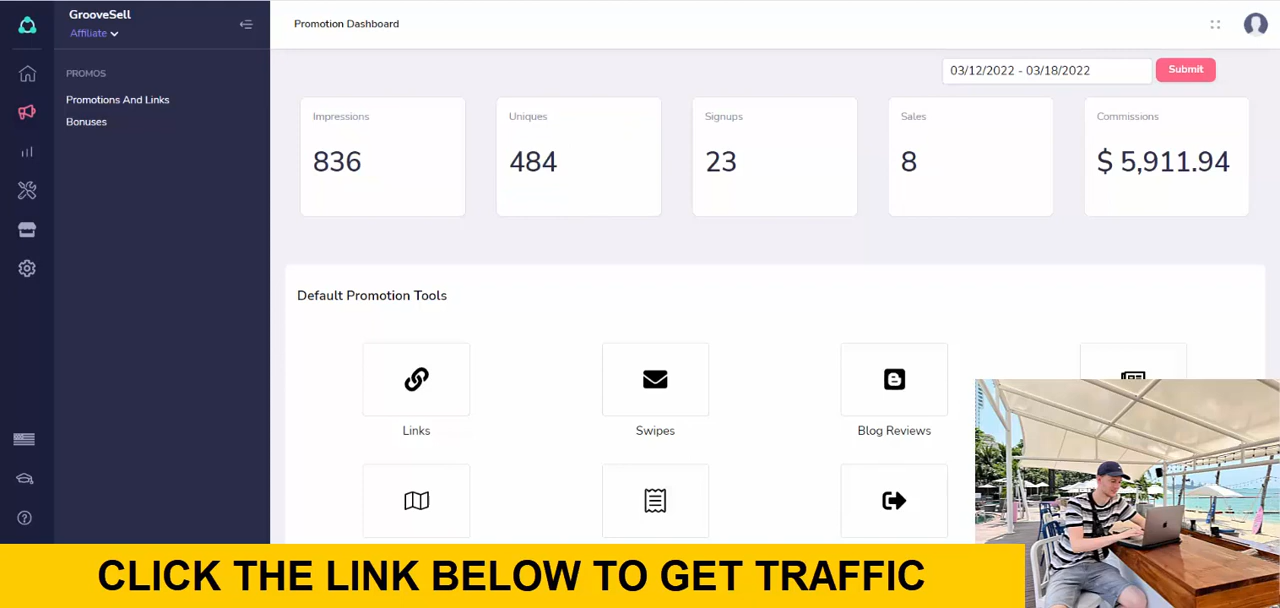 GrooveSell
Affiliate
Promotion Dashboard
PROMOS
Promotions And Links
Bonuses
03/12/2022 - 03/18/2022
Submit
Impressions
836
Uniques
484
Signups
23
Sales
8
Commissions
$ 5,911.94
Default Promotion Tools
Links
Swipes
Blog Reviews
CLICK THE LINK BELOW TO GET TRAFFIC